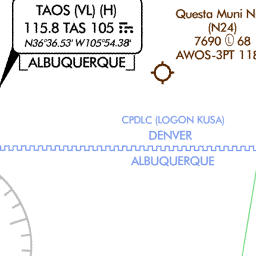 TAOS (VL) (H)
115.8 TAS 105
N36°36.53' W105°54.38'
ALBUQUERQUE
Questa Muni N
(N24)
7690 Ⓛ 68
AWOS-3PT 118
CPDLC (LOGON KUSA)
DENVER
ALBUQUERQUE